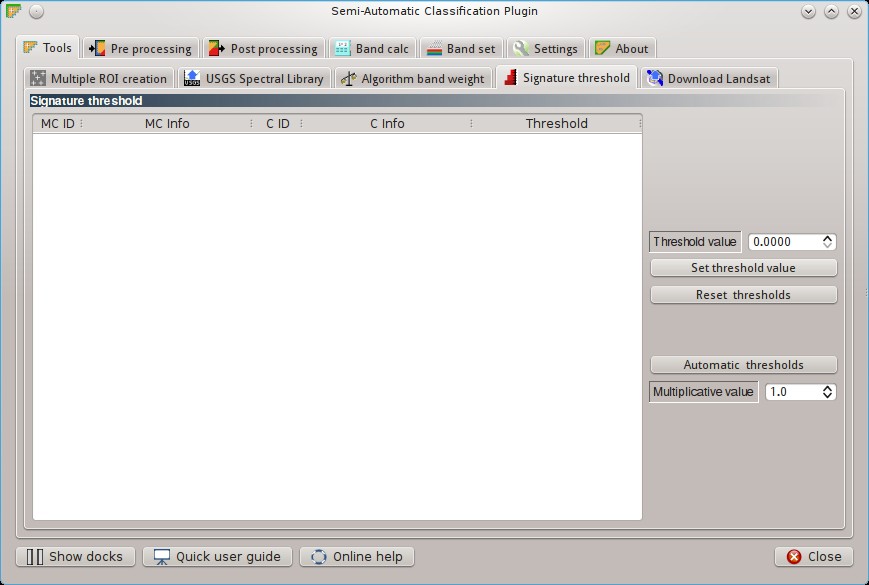 Semi-Automatic Classification Plugin
Tools Pre processing Post processing Band calc Band set Settings About
Multiple ROI creation USGS USGS Spectral Library Algorithm band weight Signature threshold Download Landsat
Signature threshold
MC ID MC Info C ID C Info Threshold
Threshold value 0.0000
Set threshold value
Reset thresholds
Automatic thresholds
Multiplicative value 1.0
Show docks Quick user guide Online help Close